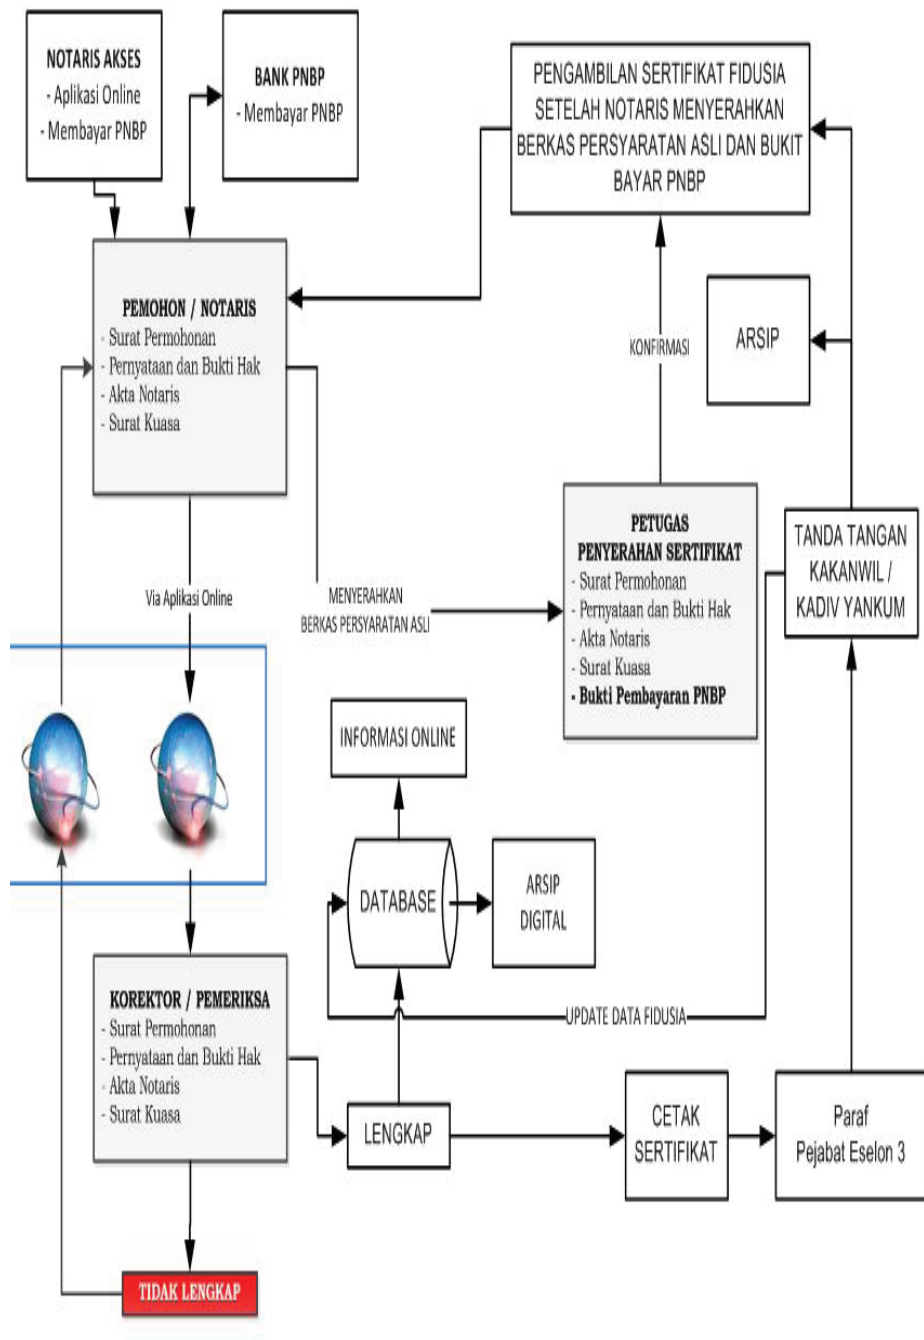 NOTARIS AKSES
- Aplikasi Online
- Membayar PNBP
BANK PNBP
- Membayar PNBP
PENGAMBILAN SERTIFIKAT FIDUSIA
SETELAH NOTARIS MENYERAHKAN
BERKAS PERSYARATAN ASLI DAN BUKIT
BAYAR PNBP
PEMOHON / NOTARIS
- Surat Permohonan
- Pernyataan dan Bukti Hak
- Akta Notaris
- Surat Kuasa
KONFIRMASI
ARSIP
Via Aplikasi Online
MENYERAHKAN
BERKAS PERSYARATAN ASLI
PETUGAS
PENYERAHAN SERTIFIKAT
- Surat Permohonan
- Pernyataan dan Bukti Hak
- Akta Notaris
- Surat Kuasa
- Bukti Pembayaran PNBP
TANDA TANGAN
KAKANWIL /
KADIV YANKUM
INFORMASI ONLINE
DATABASE
ARSIP
DIGITAL
UPDATE DATA FIDUSIA
KOREKTOR / PEMERIKSA
- Surat Permohonan
- Pernyataan dan Bukti Hak
- Akta Notaris
- Surat Kuasa
LENGKAP
CETAK
SERTIFIKAT
Paraf
Pejabat Eselon 3
TIDAK LENGKAP